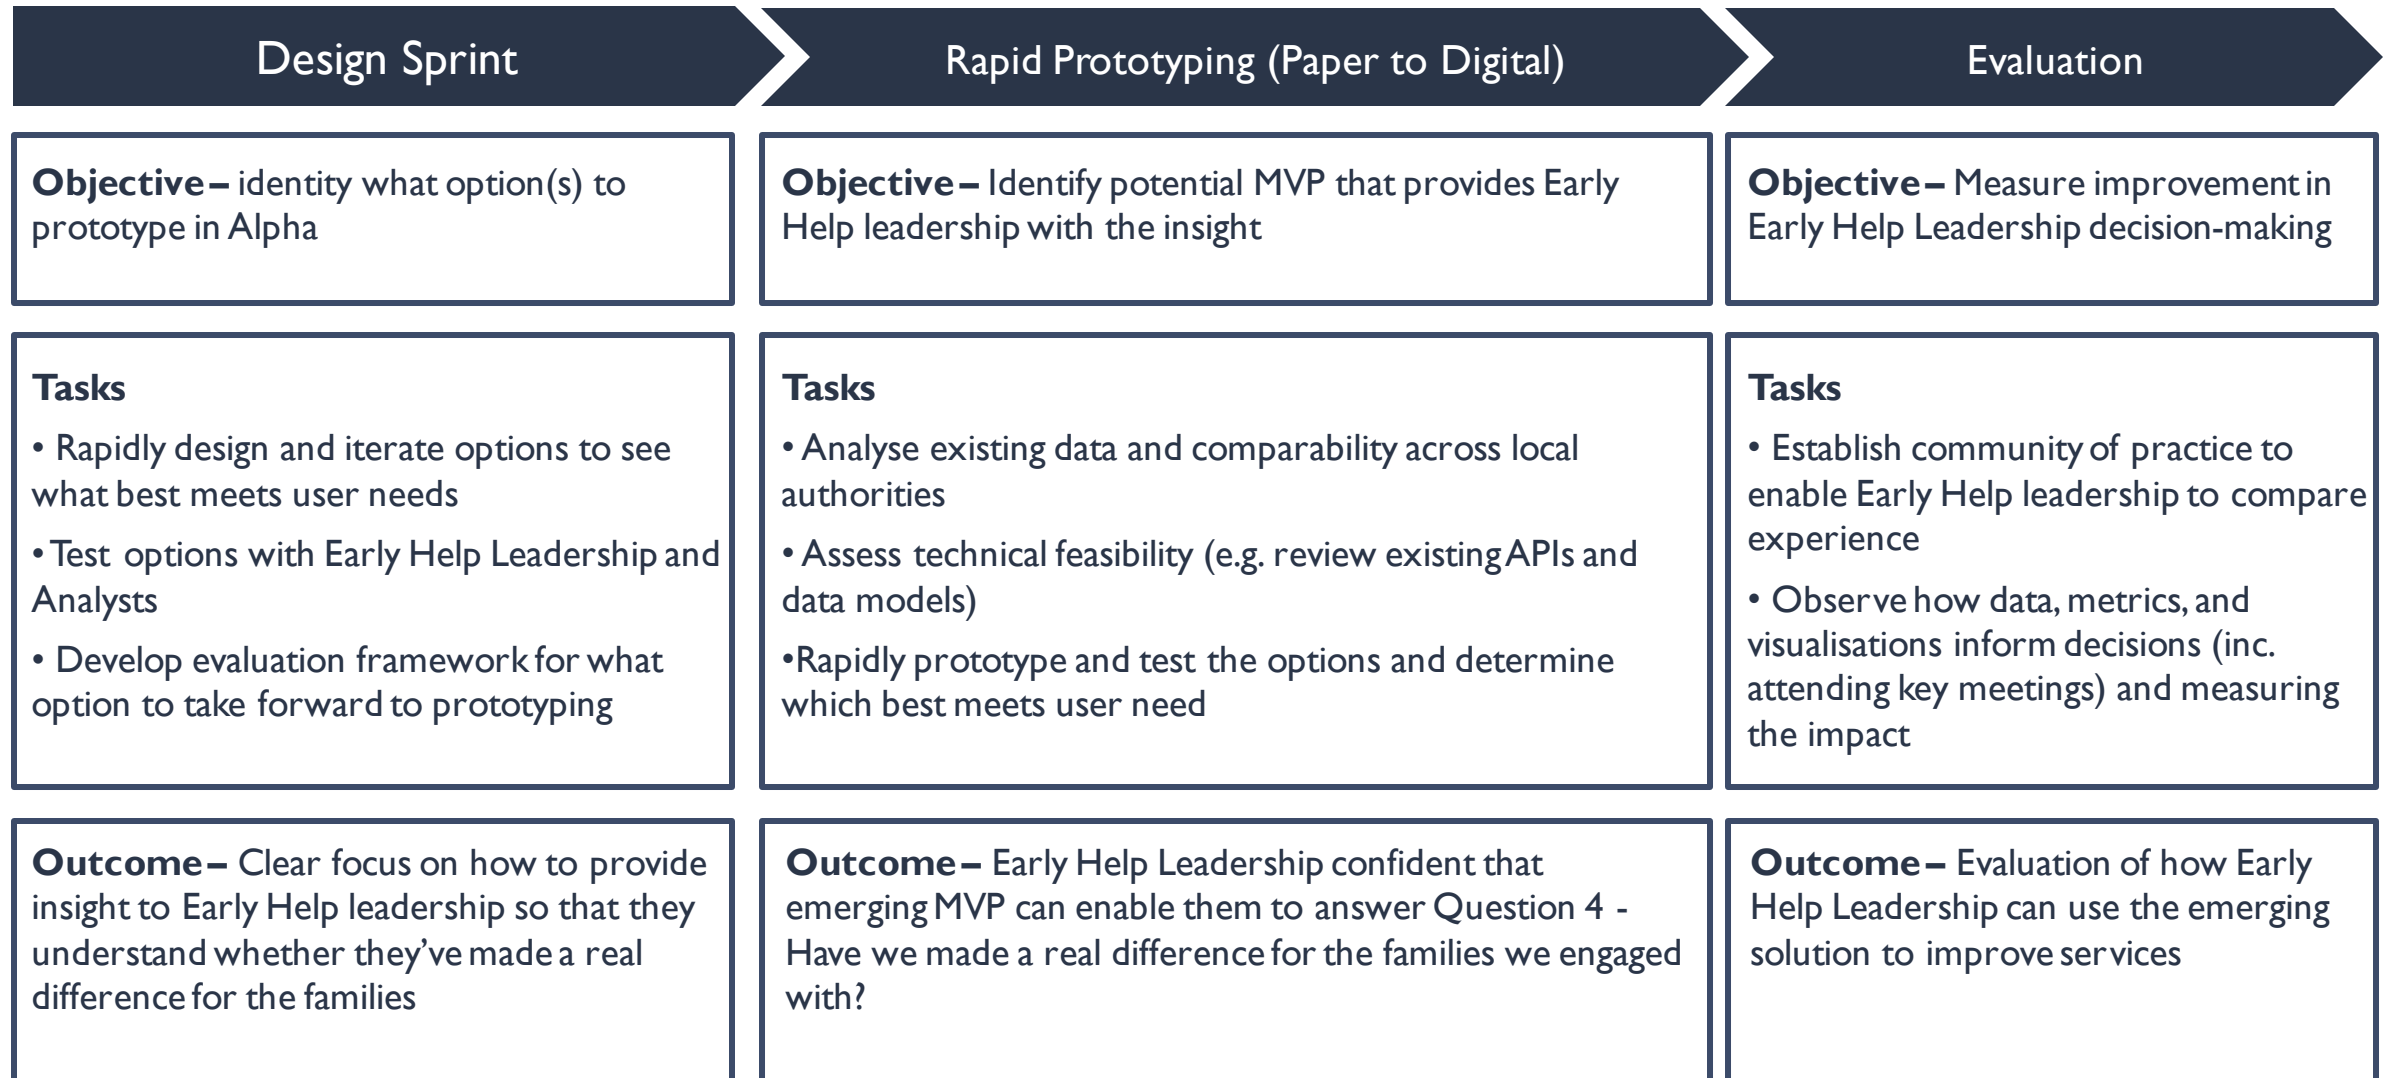 Design Sprint
Rapid Prototyping (Paper to Digital)
Evaluation
Objective – identity what option(s) to
prototype in Alpha
Objective – Identify potential MVP that provides Early
Help leadership with the insight
Objective – Measure improvement in
Early Help Leadership decision-making
Tasks
• Rapidly design and iterate options to see
what best meets user needs
• Test options with Early Help Leadership and
Analysts
• Develop evaluation framework for what
option to take forward to prototyping
Tasks
• Analyse existing data and comparability across local
authorities
• Assess technical feasibility (e.g. review existing APIs and
data models)
•Rapidly prototype and test the options and determine
which best meets user need
Tasks
• Establish community of practice to
enable Early Help leadership to compare
experience
• Observe how data, metrics, and
visualisations inform decisions (inc.
attending key meetings) and measuring
the impact
Outcome – Clear focus on how to provide
insight to Early Help leadership so that they
understand whether they’ve made a real
difference for the families
Outcome – Early Help Leadership confident that
emerging MVP can enable them to answer Question 4 -
Have we made a real difference for the families we engaged
with?
Outcome – Evaluation of how Early
Help Leadership can use the emerging
solution to improve services